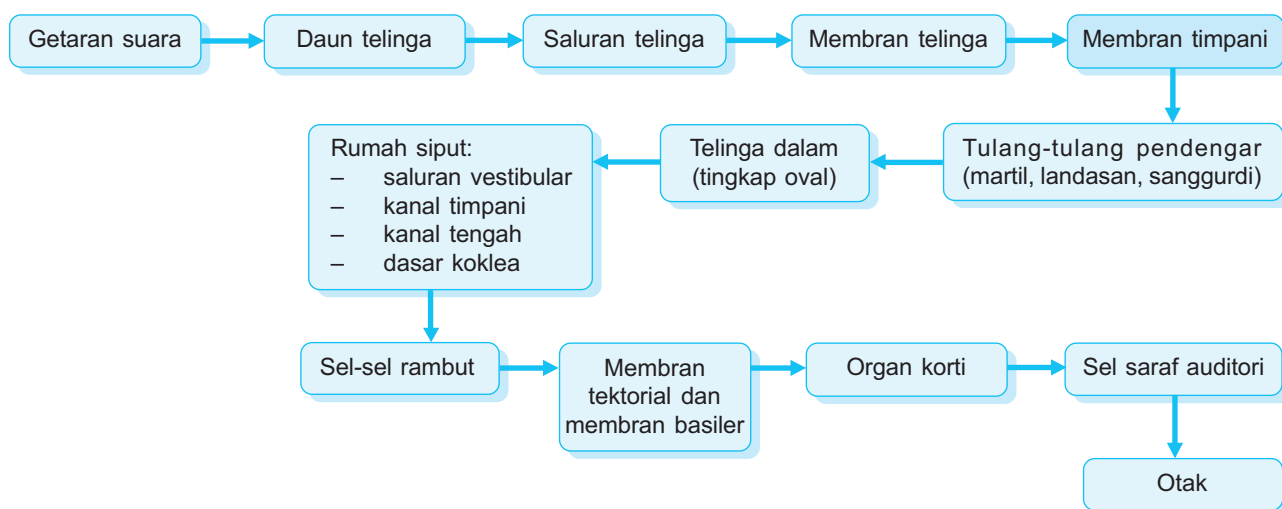 Getaran suara
Daun telinga
Saluran telinga
Membran telinga
Membran timpani
Tulang-tulang pendengar
(martil, landasan, sanggurdi)
Telinga dalam
(tingkap oval)
Rumah siput:
– saluran vestibular
– kanal timpani
– kanal tengah
– dasar koklea
Sel-sel rambut
Membran
tektorial dan
membran basiler
Organ korti
Sel saraf auditori
Otak